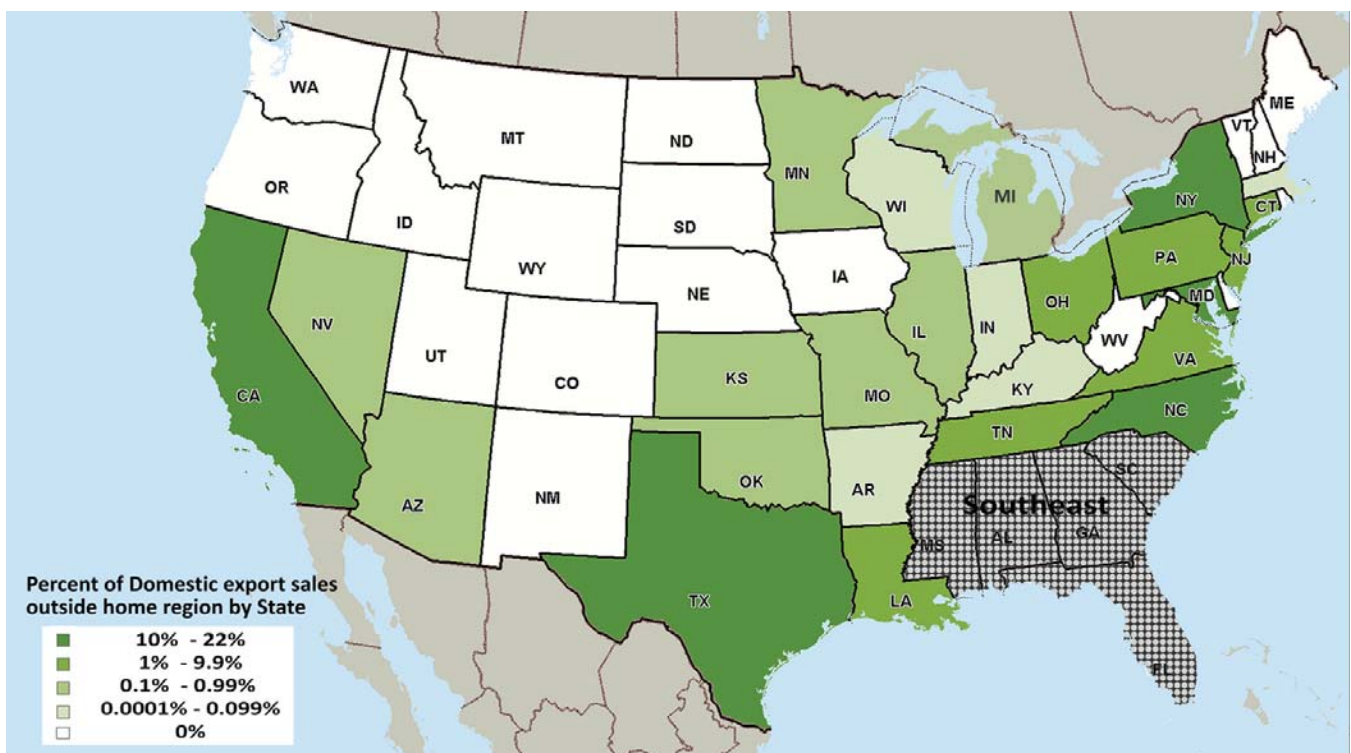 WA
ME
MT
ND
VT
NH
MN
OR
WI
NY
MI
ID
SD
CT
WY
PA
NJ
IA
NE
OH
MD
NV
IL
IN
UT
WV
VA
CO
KS
CA
MO
KY
NC
TN
OK
AZ
NM
AR
SC
Southeast
MS
AL
GA
TX
LA
FL
Percent of Domestic export sales
outside home region by State
10% - 22%
1% - 9.9%
0.1% - 0.99%
0.0001% - 0.099%
0%